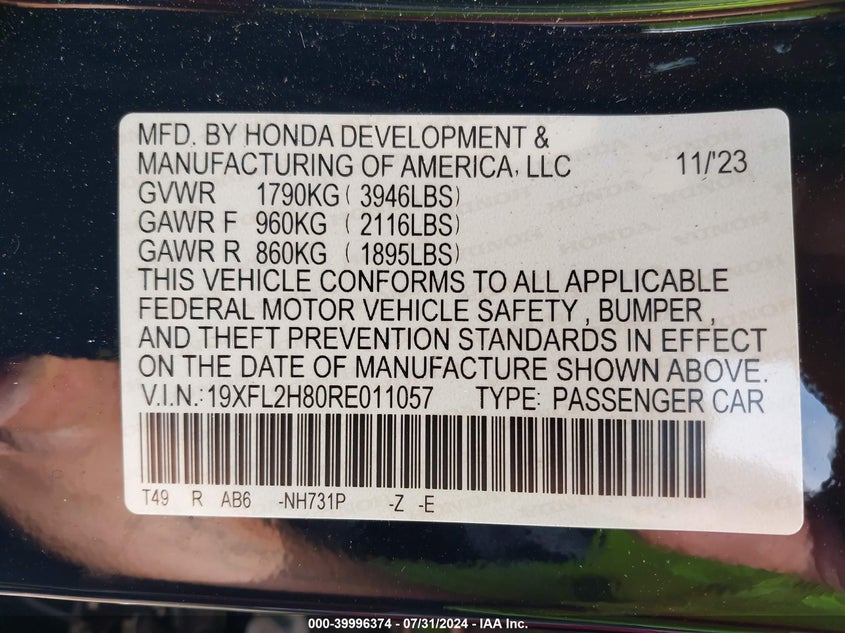 MFD. BY HONDA DEVELOPMENT &
MANUFACTURING OF AMERICA, LLC 11/'23
GVWR 1790KG ( 3946LBS)
GAWR F 960KG ( 2116LBS)
GAWR R 860KG ( 1895LBS)
THIS VEHICLE CONFORMS TO ALL APPLICABLE
FEDERAL MOTOR VEHICLE SAFETY , BUMPER ,
AND THEFT PREVENTION STANDARDS IN EFFECT
ON THE DATE OF MANUFACTURE SHOWN ABOVE.
V.I.N.: 19XFL2H80RE011057 TYPE: PASSENGER CAR
T49 R AB6 -NH731P -Z -E
000-39996374 - 07/31/2024 - IAA Inc.